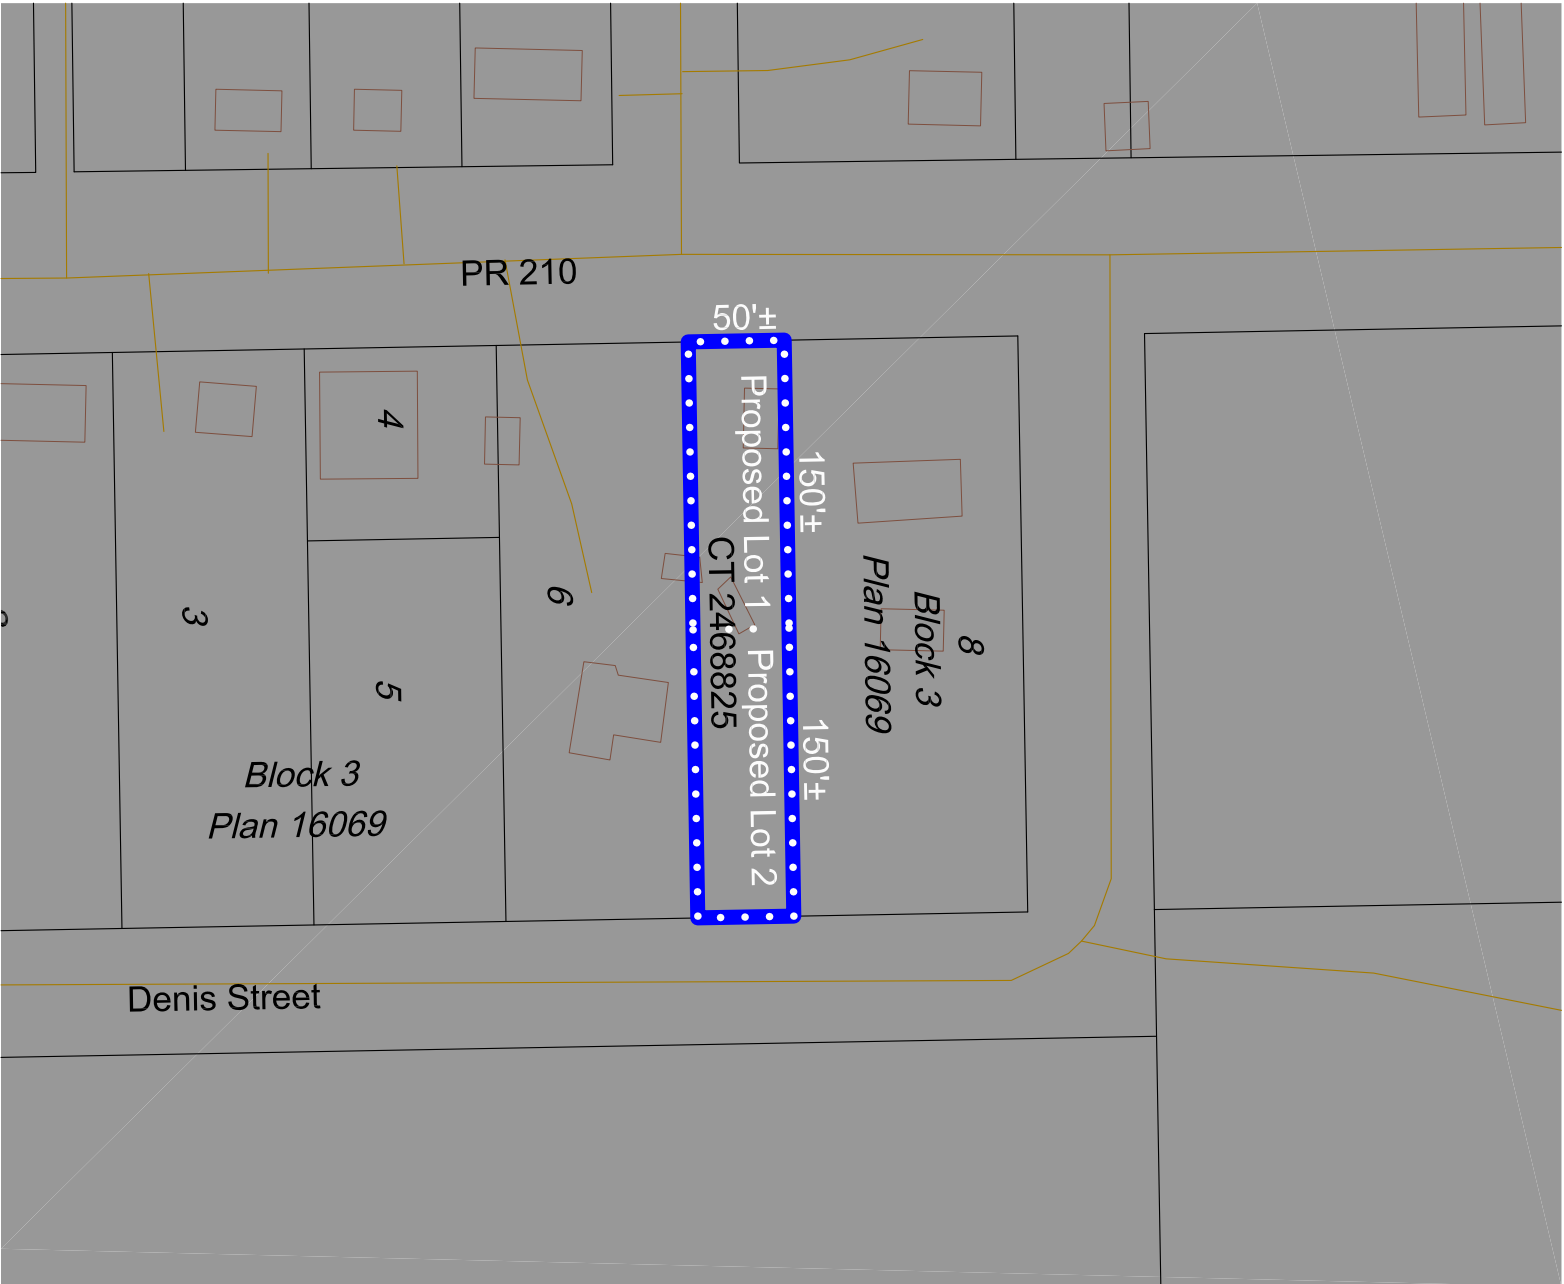 PR 210
50'±
4
Proposed Lot 1
150'±
CT 2468825
6
3
Plan 16069
Block 3
8
5
Proposed Lot 2
150'±
Block 3
Plan 16069
Denis Street